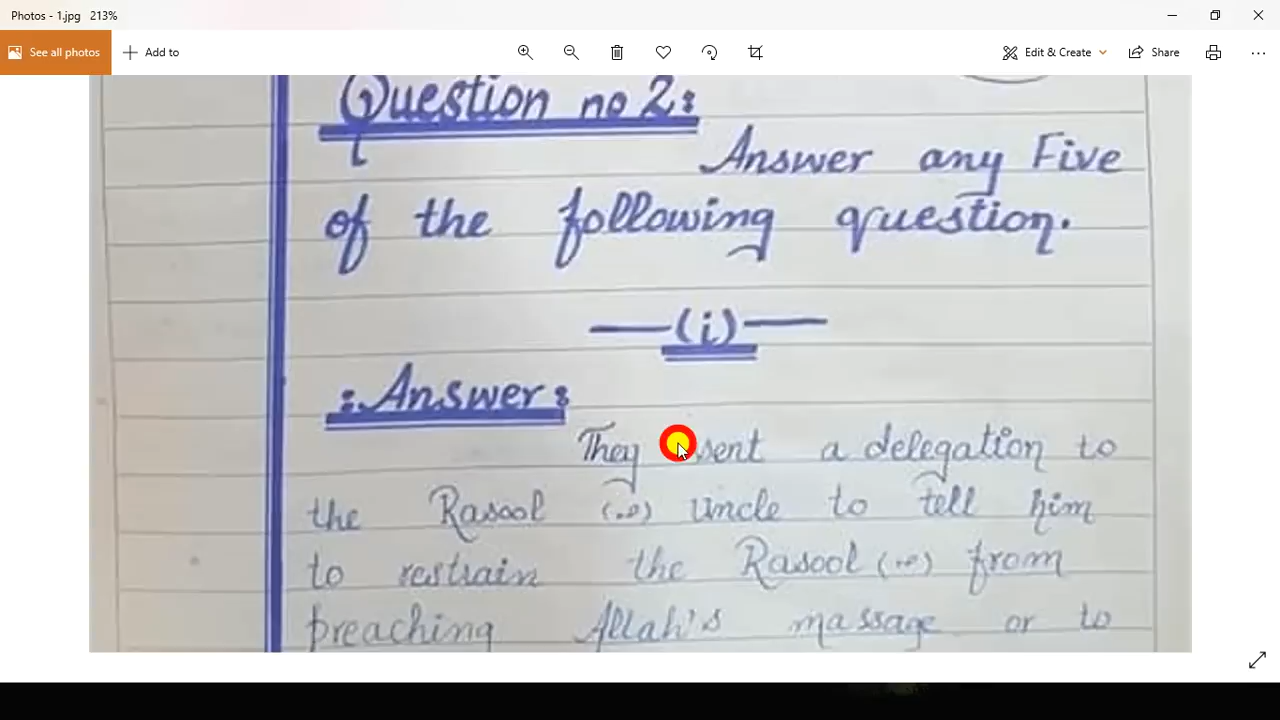 Photos - 1.jpg 213%
See all photos
Add to
Edit & Create
Share
Question no 2:
Answer any Five
of the following question.
(i)
:Answer:
They sent a delegation to
the Rasool uncle to tell him
to restrain the Rasool from
preaching Allah's massage or to